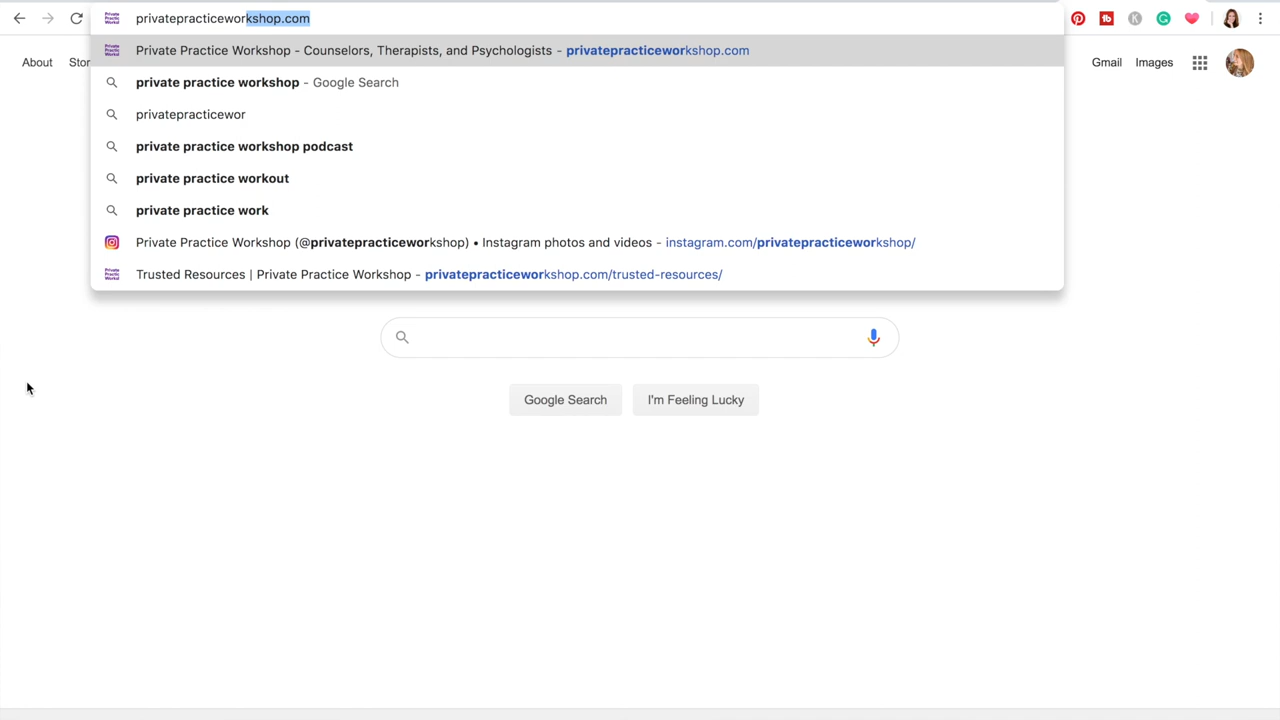 privatepracticeworkshop.com
Private Practice Workshop - Counselors, Therapists, and Psychologists - privatepracticeworkshop.com
About
Gmail Images
private practice workshop - Google Search
privatepracticewor
private practice workshop podcast
private practice workout
private practice work
Private Practice Workshop (@privatepracticeworkshop) • Instagram photos and videos - instagram.com/privatepracticeworkshop/
Trusted Resources | Private Practice Workshop - privatepracticeworkshop.com/trusted-resources/
Google Search
I'm Feeling Lucky